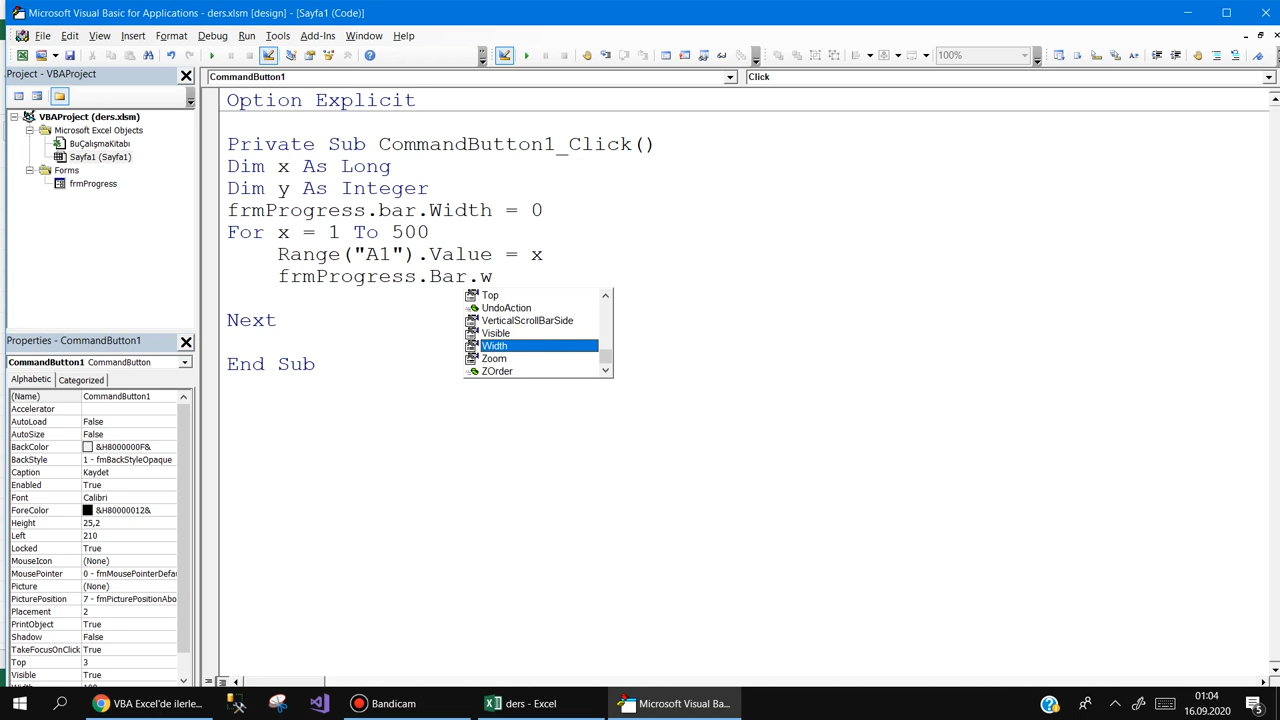 Microsoft Visual Basic for Applications - ders.xlsm [design] - [Sayfa1 (Code)]
File Edit View Insert Format Debug Run Tools Add-Ins Window Help
100%
Project - VBAProject
CommandButton1
Click
VBAProject (ders.xlsm)
Microsoft Excel Objects
BuÇalışmaKitabı
Sayfa1 (Sayfa1)
Forms
frmProgress
Option Explicit
Private Sub CommandButton1_Click()
Dim x As Long
Dim y As Integer
frmProgress.bar.Width = 0
For x = 1 To 500
Range("A1").Value = x
frmProgress.Bar.w
Next
End Sub
Top
UndoAction
VerticalScrollBarSide
Visible
Width
Zoom
ZOrder
Properties - CommandButton1
CommandButton1 CommandButton
Alphabetic Categorized
(Name) CommandButton1
Accelerator
AutoLoad False
AutoSize False
BackColor &H8000000F&
BackStyle 1 - fmBackStyleOpaque
Caption Kaydet
Enabled True
Font Calibri
ForeColor &H80000012&
Height 25,2
Left 210
Locked True
MouseIcon (None)
MousePointer 0 - fmMousePointerDefa
Picture (None)
PicturePosition 7 - fmPicturePositionAbo
Placement 2
PrintObject True
Shadow False
TakeFocusOnClick True
Top 3
Visible True
VBA Excel'de ilerle...
Bandicam
ders - Excel
Microsoft Visual Ba...
01:04
16.09.2020
5